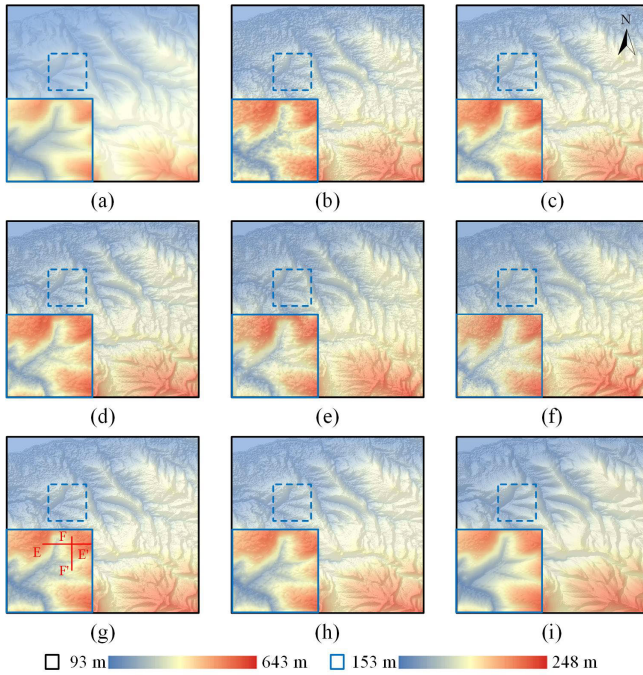 N
(a) (b) (c)
(d) (e) (f)
F
E E'
F'
(g) (h) (i)
93 m 643 m 153 m 248 m